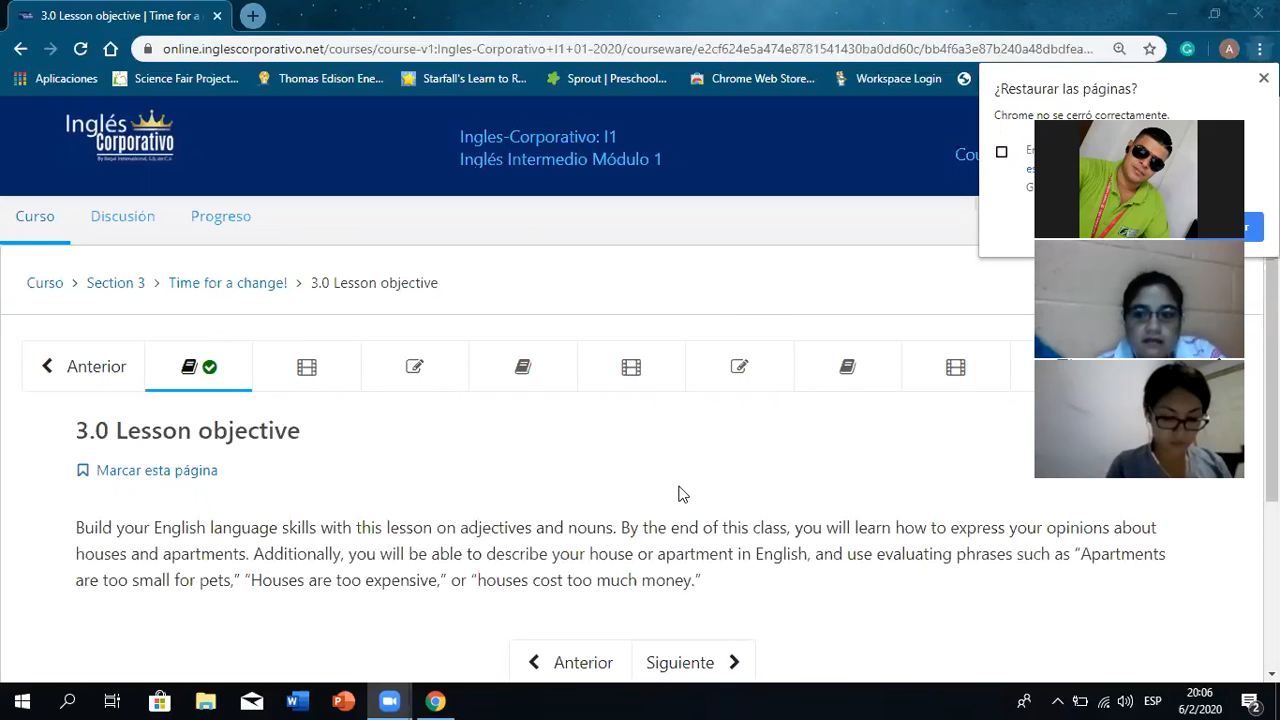 3.0 Lesson objective | Time for a
online.inglescorporativo.net/courses/course-v1:Ingles-Corporativo+I1+01-2020/courseware/e2cf624e5a474e8781541430ba0dd60c/bb4f6a3e87b240a48dbdfea...
A
Aplicaciones
Science Fair Project...
Thomas Edison Ene...
Starfall's Learn to R...
Sprout | Preschool...
Chrome Web Store...
Workspace Login
¿Restaurar las páginas?
Chrome no se cerró correctamente.
Inglés
Corporativo
Ingles-Corporativo: I1
Inglés Intermedio Módulo 1
Curso
Discusión
Progreso
Curso > Section 3 > Time for a change! > 3.0 Lesson objective
Anterior
3.0 Lesson objective
Marcar esta página
Build your English language skills with this lesson on adjectives and nouns. By the end of this class, you will learn how to express your opinions about
houses and apartments. Additionally, you will be able to describe your house or apartment in English, and use evaluating phrases such as “Apartments
are too small for pets,” “Houses are too expensive,” or “houses cost too much money.”
Anterior
Siguiente
ESP
20:06
6/2/2020
2